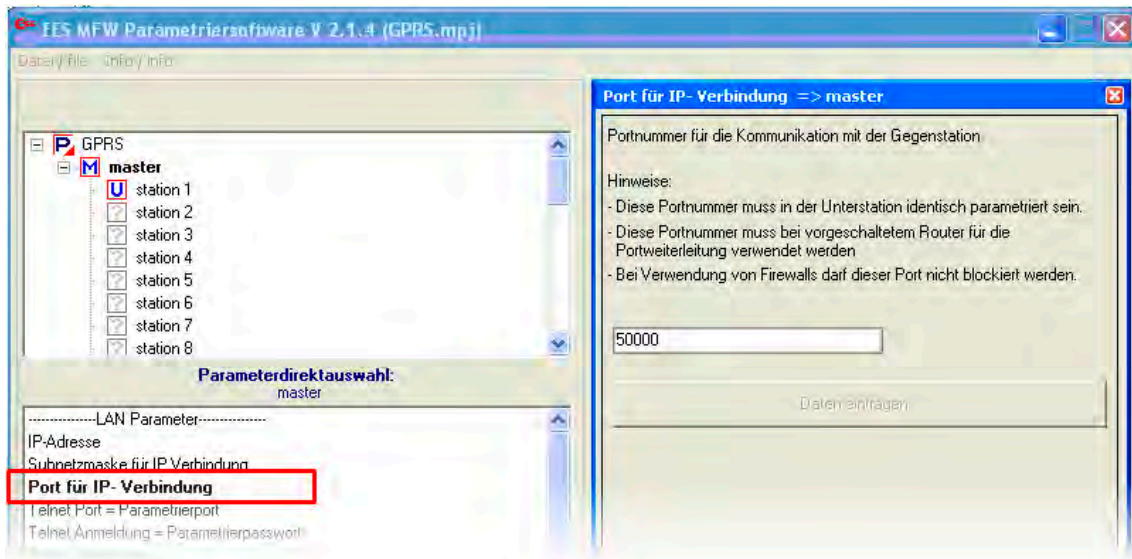 EES MFW Parametriersoftware V 2.1.4 (GPRS.mpj)
Datei / file Info / info
GPRS
master
station 1
station 2
station 3
station 4
station 5
station 6
station 7
station 8
Parameterdirektauswahl:
master
---------------LAN Parameter---------------
IP-Adresse
Subnetzmaske für IP Verbindung
Port für IP- Verbindung
Telnet Port = Parametrierport
Telnet Anmeldung = Parametrierpasswort
Port für IP- Verbindung => master
Portnummer für die Kommunikation mit der Gegenstation
Hinweise:
- Diese Portnummer muss in der Unterstation identisch parametriert sein.
- Diese Portnummer muss bei vorgeschaltetem Router für die
Portweiterleitung verwendet werden
- Bei Verwendung von Firewalls darf dieser Port nicht blockiert werden.
50000
Daten eintragen